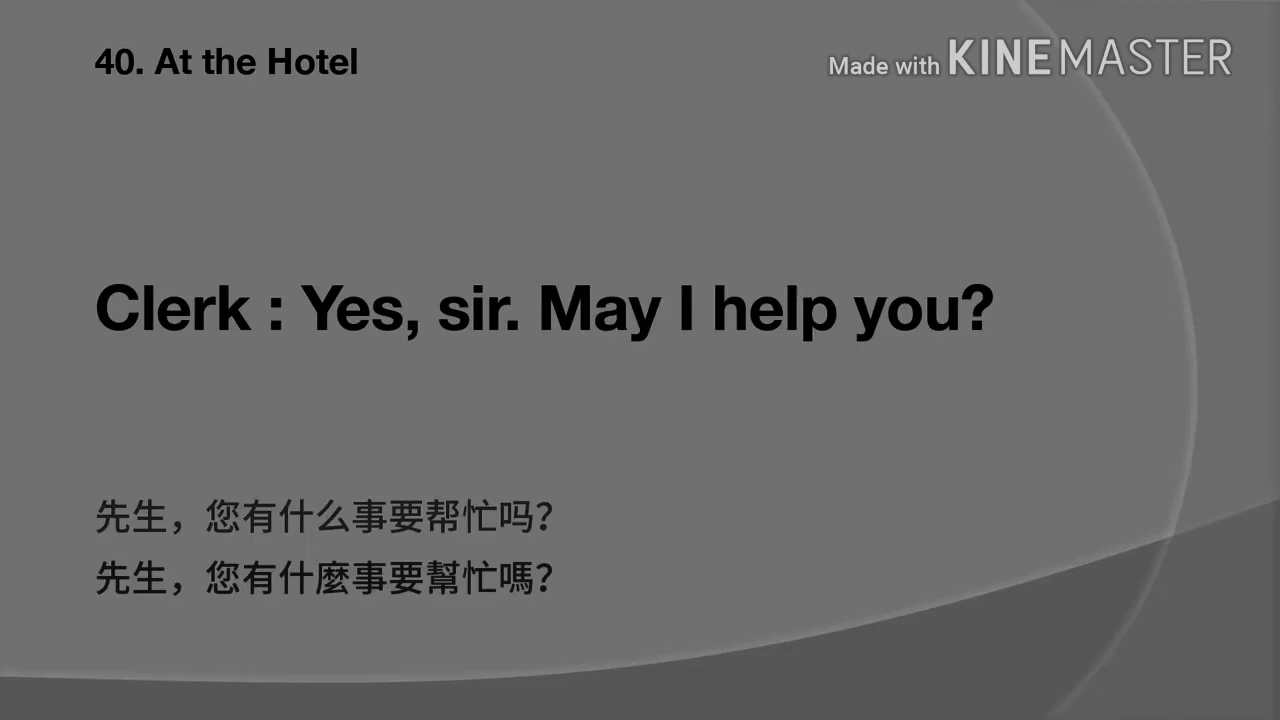 40. At the Hotel
Made with KINEMASTER
Clerk : Yes, sir. May I help you?
先生，您有什么事要帮忙吗？
先生，您有什麼事要幫忙嗎？